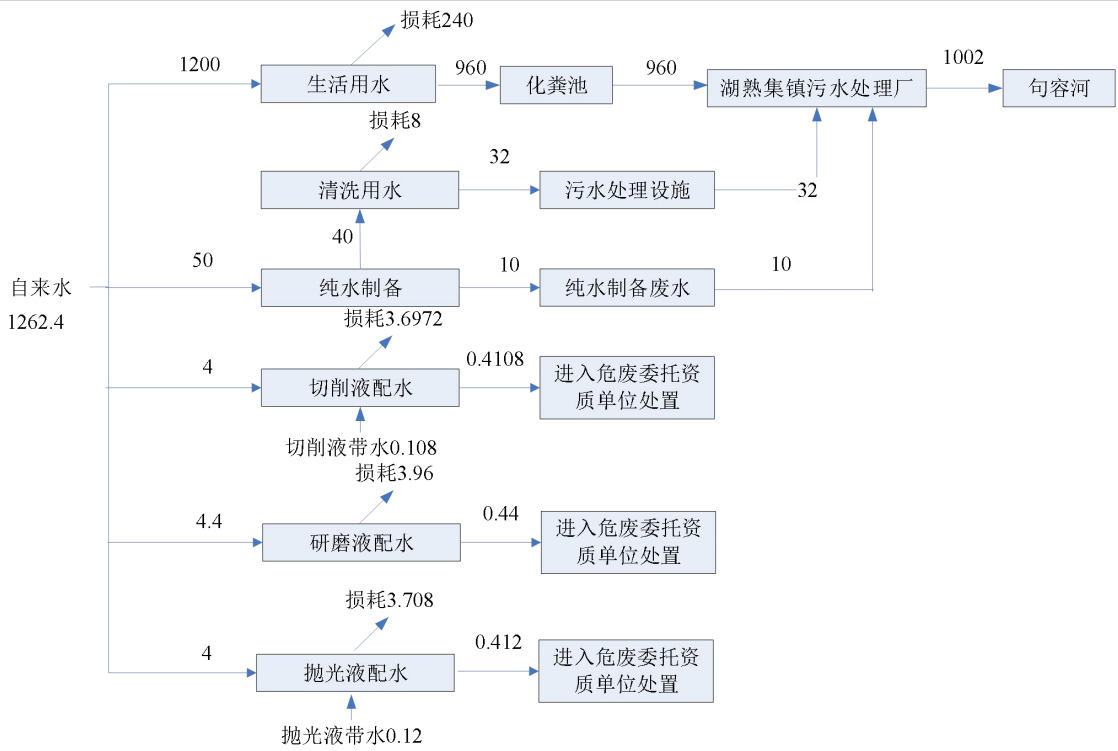 损耗240
1200
生活用水
960
化粪池
960
湖熟集镇污水处理厂
1002
句容河
损耗8
清洗用水
32
污水处理设施
32
40
50
纯水制备
10
纯水制备废水
10
自来水
1262.4
损耗3.6972
4
切削液配水
0.4108
进入危废委托资
质单位处置
切削液带水0.108
损耗3.96
4.4
研磨液配水
0.44
进入危废委托资
质单位处置
损耗3.708
4
抛光液配水
0.412
进入危废委托资
质单位处置
抛光液带水0.12